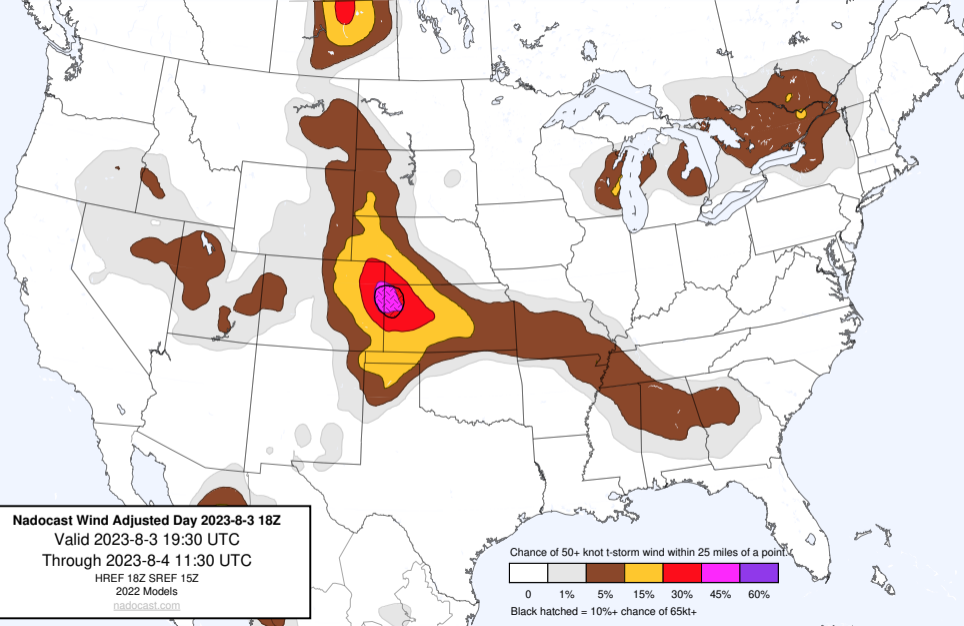 Nadocast Wind Adjusted Day 2023-8-3 18Z
Valid 2023-8-3 19:30 UTC
Through 2023-8-4 11:30 UTC
HREF 18Z SREF 15Z
2022 Models
nadocast.com
Chance of 50+ knot t-storm wind within 25 miles of a point.
0 1% 5% 15% 30% 45% 60%
Black hatched = 10%+ chance of 65kt+